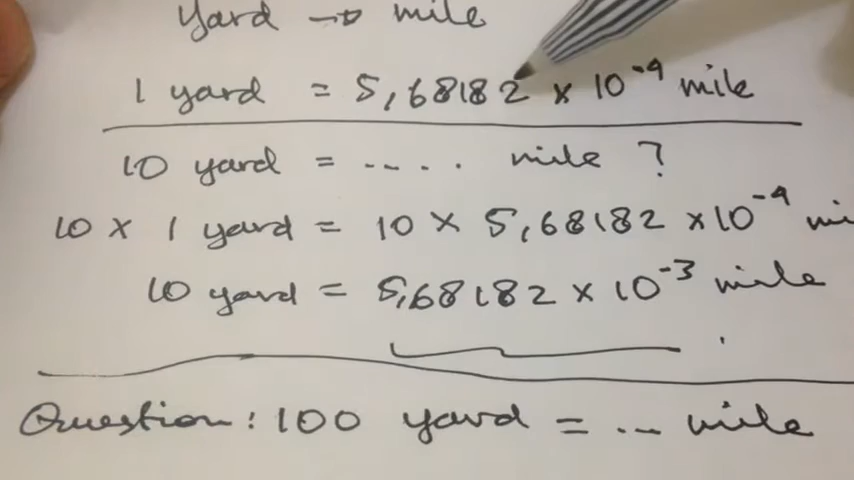 Yard → mile
1 yard = 5,68182 × 10⁻⁴ mile
10 yard = ..... mile ?
10 × 1 yard = 10 × 5,68182 × 10⁻⁴ mi
10 yard = 5,68182 × 10⁻³ mile
Question : 100 yard = ... mile